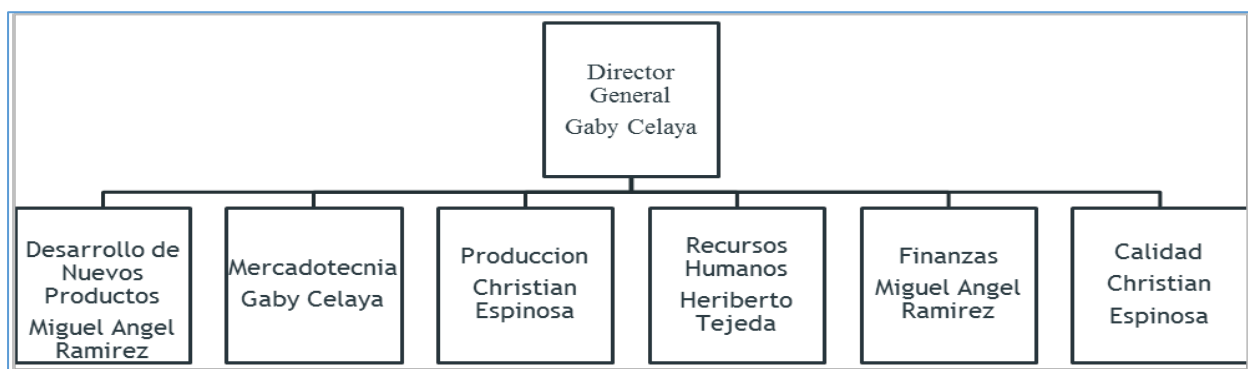 Director
General
Gaby Celaya
Desarrollo de
Nuevos
Productos
Miguel Angel
Ramirez
Mercadotecnia
Gaby Celaya
Produccion
Christian
Espinosa
Recursos
Humanos
Heriberto
Tejeda
Finanzas
Miguel Angel
Ramirez
Calidad
Christian
Espinosa